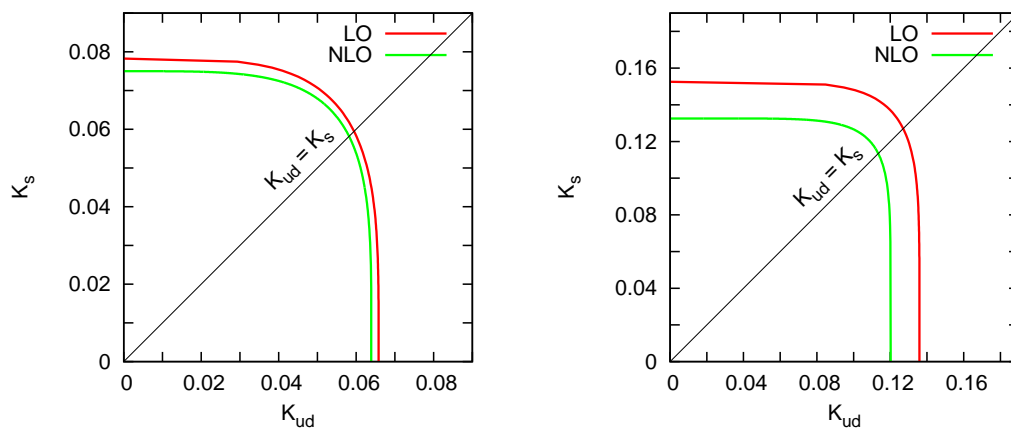 LO
NLO
0.08
0.06
0.04
0.02
0
K_s
K_ud = K_s
0 0.02 0.04 0.06 0.08
K_ud
LO
NLO
0.16
0.12
0.08
0.04
0
K_s
K_ud = K_s
0 0.04 0.08 0.12 0.16
K_ud